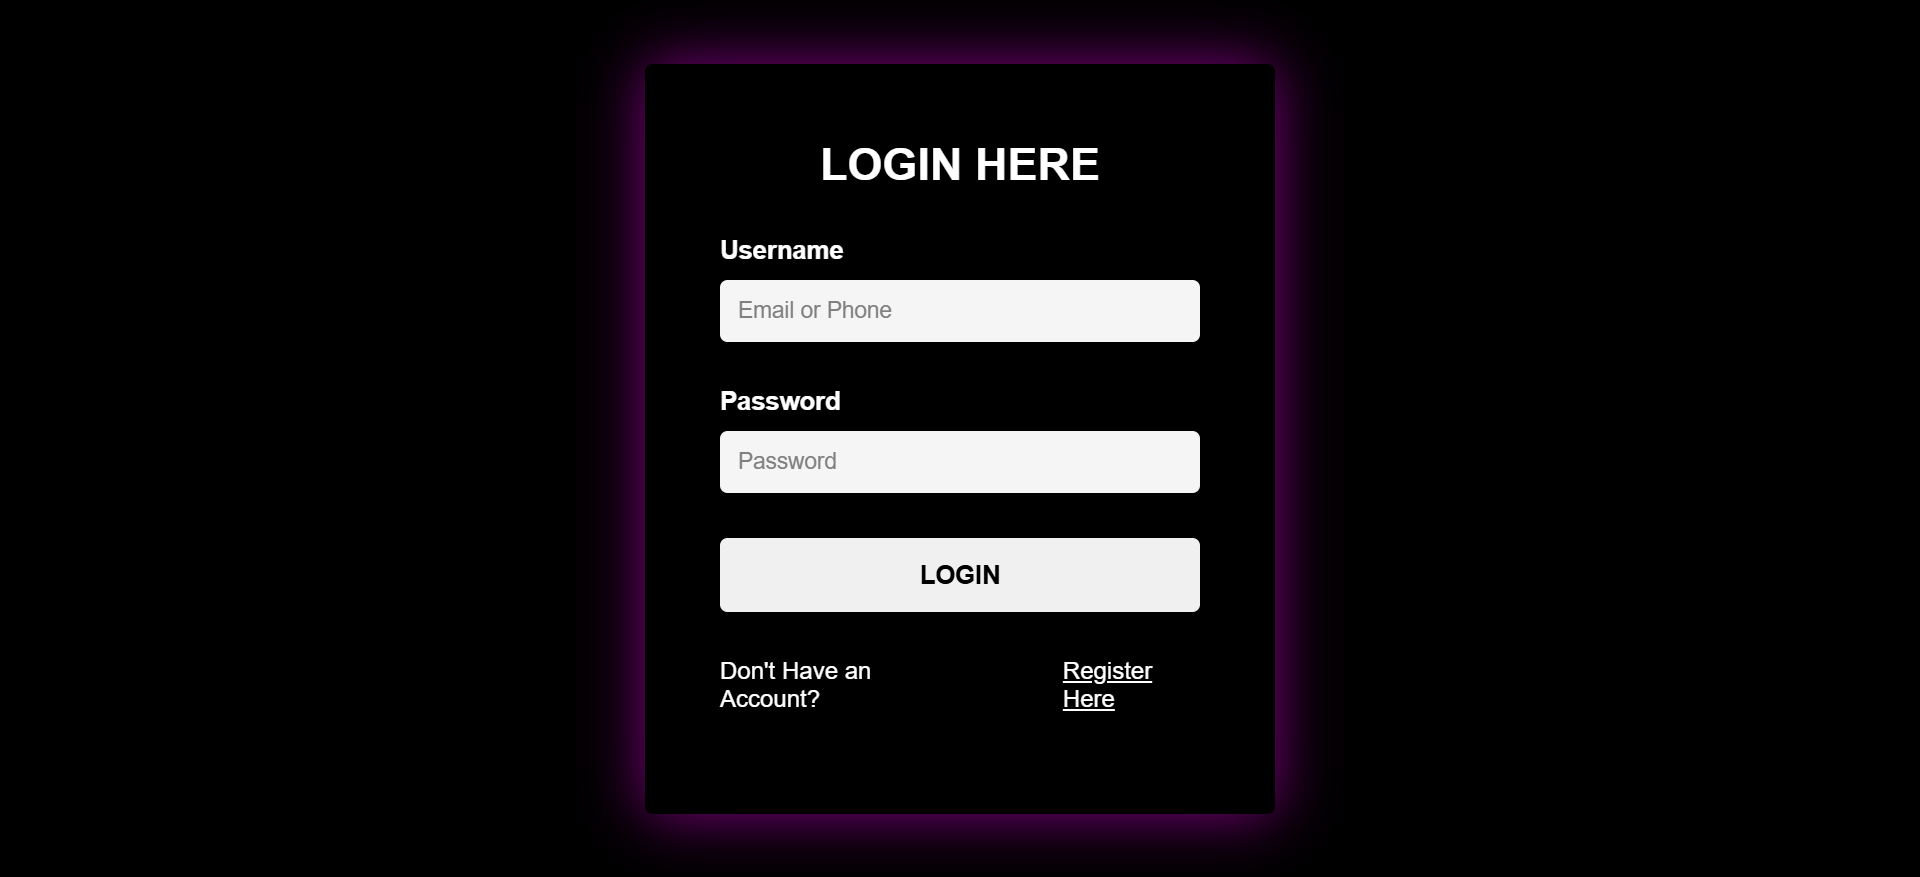 LOGIN HERE
Username
Email or Phone
Password
Password
LOGIN
Don't Have an
Account?
Register
Here